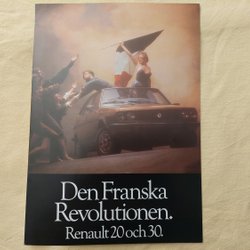 Den Franska
Revolutionen.
Renault 20 och 30.